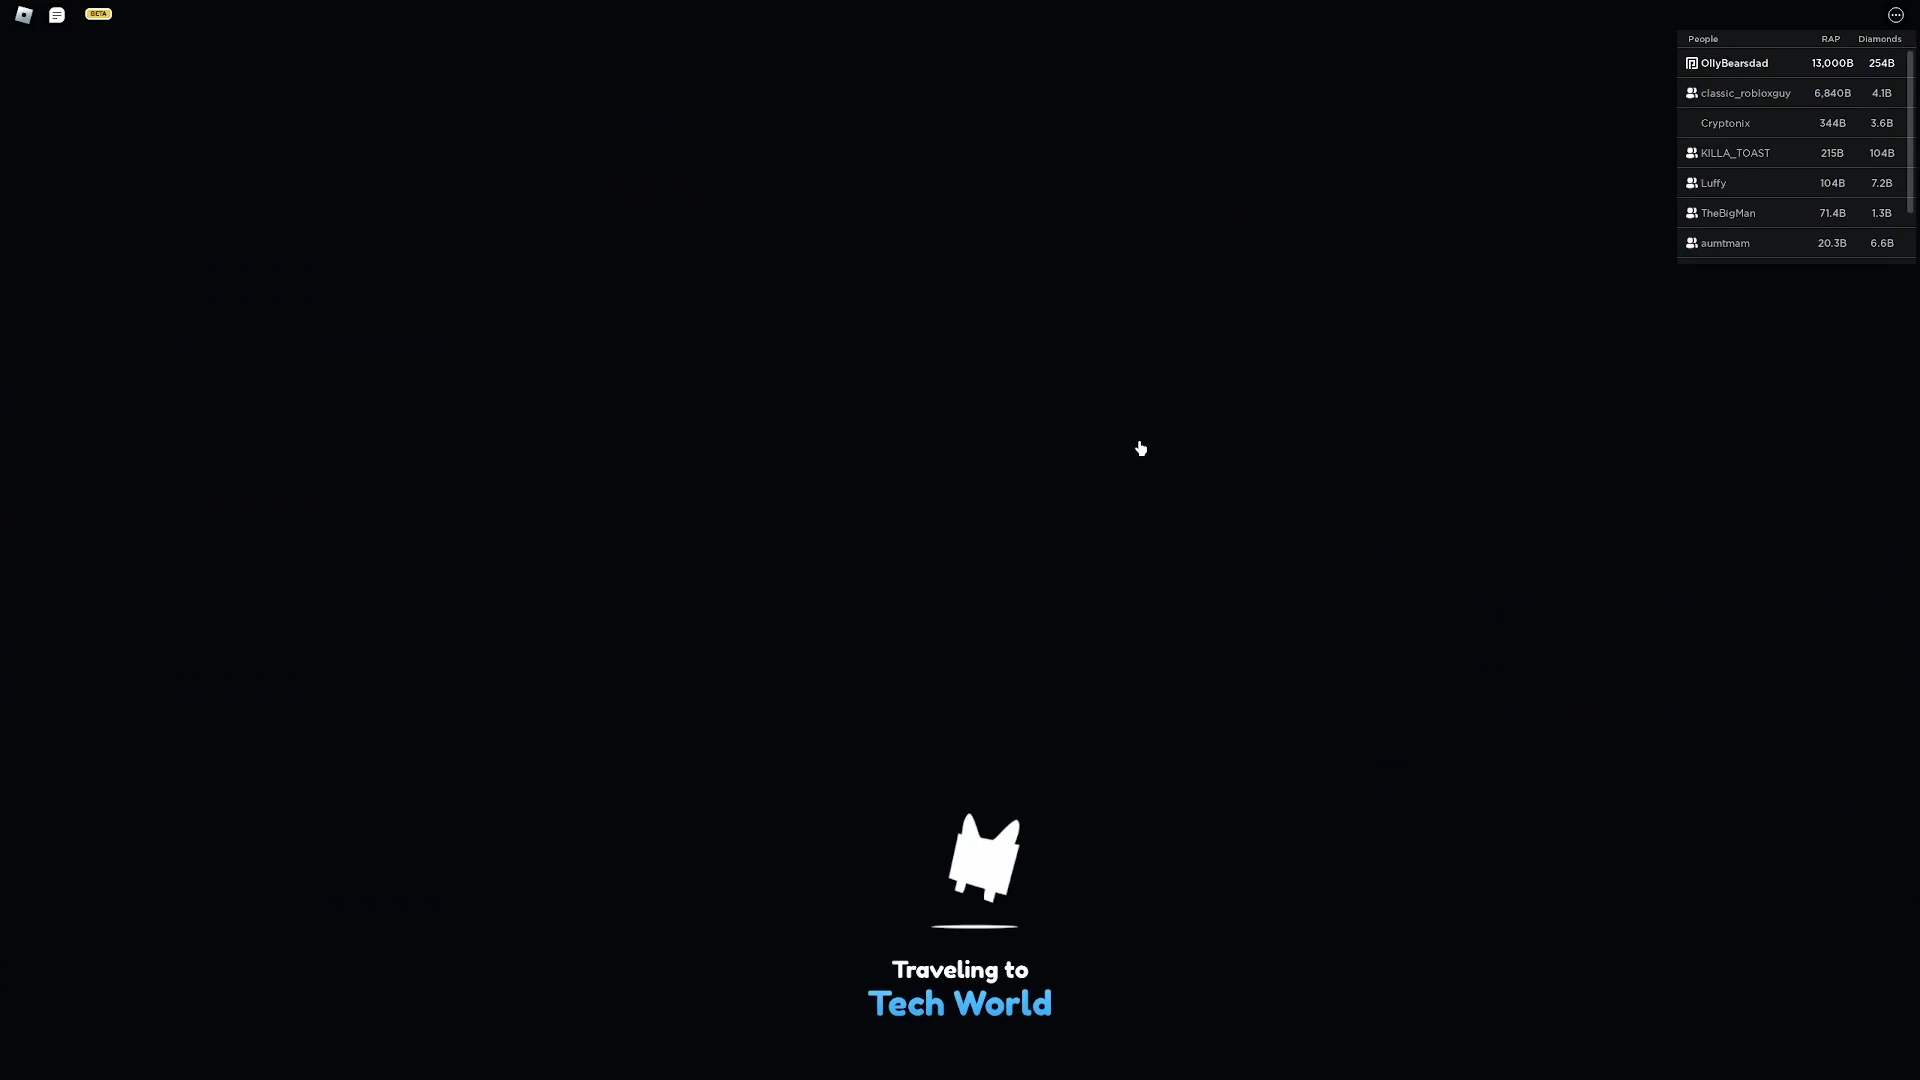 BETA
People RAP Diamonds
OllyBearsdad 13,000B 254B
classic_robloxguy 6,840B 4.1B
Cryptonix 344B 3.6B
KILLA_TOAST 215B 104B
Luffy 104B 7.2B
TheBigMan 71.4B 1.3B
aumtmam 20.3B 6.6B
Traveling to
Tech World